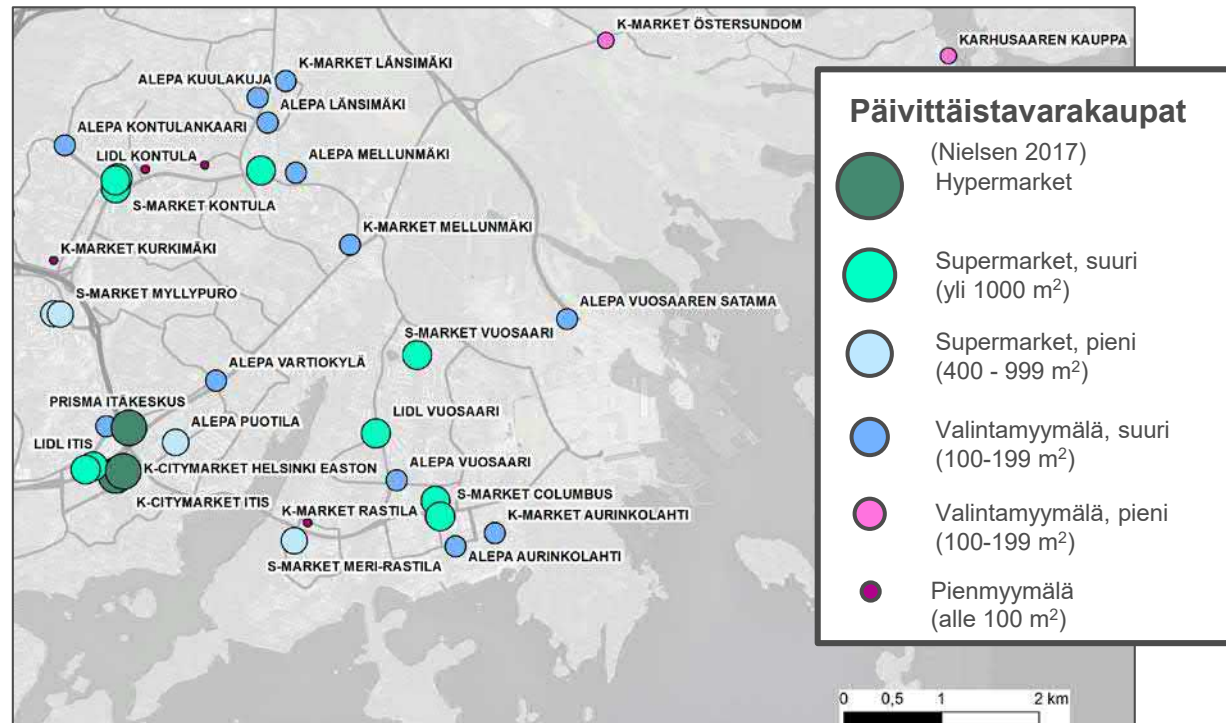 K-MARKET ÖSTERSUNDOM
KARHUSAAREN KAUPPA
K-MARKET LÄNSIMÄKI
ALEPA KUULAKUJA
ALEPA LÄNSIMÄKI
ALEPA KONTULANKAARI
LIDL KONTULA
ALEPA MELLUNMÄKI
S-MARKET KONTULA
K-MARKET MELLUNMÄKI
K-MARKET KURKIMÄKI
S-MARKET MYLLYPURO
ALEPA VUOSAAREN SATAMA
S-MARKET VUOSAARI
ALEPA VARTIOKYLÄ
PRISMA ITÄKESKUS
ALEPA PUOTILA
LIDL VUOSAARI
LIDL ITIS
K-CITYMARKET HELSINKI EASTON
ALEPA VUOSAARI
K-CITYMARKET ITIS
S-MARKET COLUMBUS
K-MARKET RASTILA
K-MARKET AURINKOLAHTI
ALEPA AURINKOLAHTI
S-MARKET MERI-RASTILA
Päivittäistavarakaupat
(Nielsen 2017)
Hypermarket
Supermarket, suuri
(yli 1000 m²)
Supermarket, pieni
(400 - 999 m²)
Valintamyymälä, suuri
(100-199 m²)
Valintamyymälä, pieni
(100-199 m²)
Pienmyymälä
(alle 100 m²)
0 0,5 1 2 km